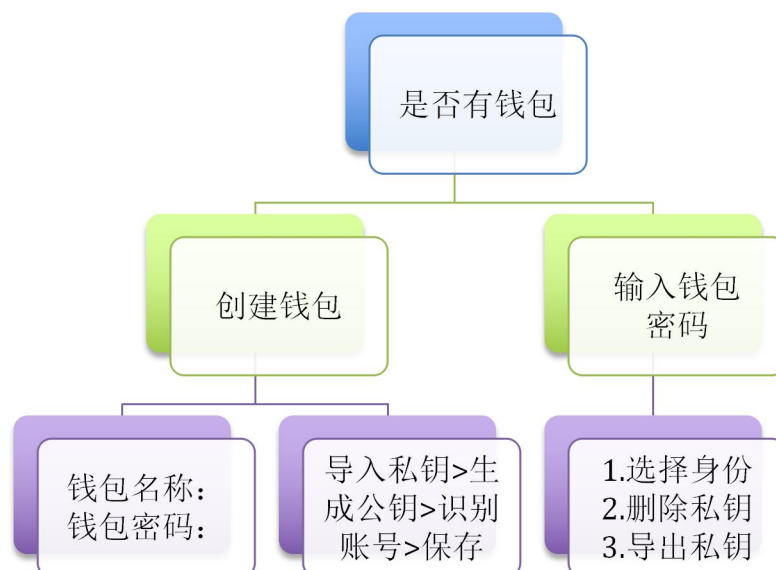 是否有钱包
创建钱包
输入钱包
密码
钱包名称：
钱包密码：
导入私钥>生
成公钥>识别
账号>保存
1.选择身份
2.删除私钥
3.导出私钥